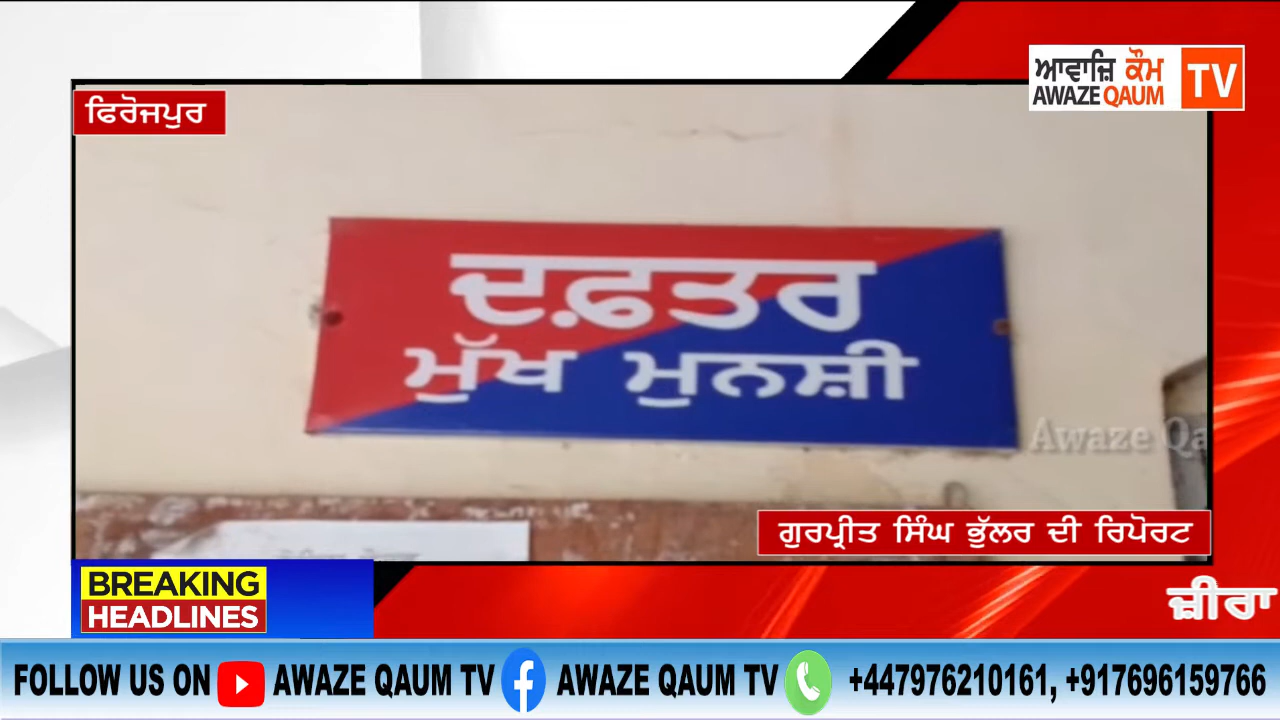 ਆਵਾਜ਼ਿ ਕੌਮ
AWAZE QAUM TV
ਫਿਰੋਜਪੁਰ
ਦਫ਼ਤਰ
ਮੁੱਖ ਮੁਨਸ਼ੀ
Awaze Qa
ਗੁਰਪ੍ਰੀਤ ਸਿੰਘ ਭੁੱਲਰ ਦੀ ਰਿਪੋਰਟ
BREAKING
HEADLINES
ਜ਼ੀਰਾ
FOLLOW US ON AWAZE QAUM TV AWAZE QAUM TV +447976210161, +917696159766